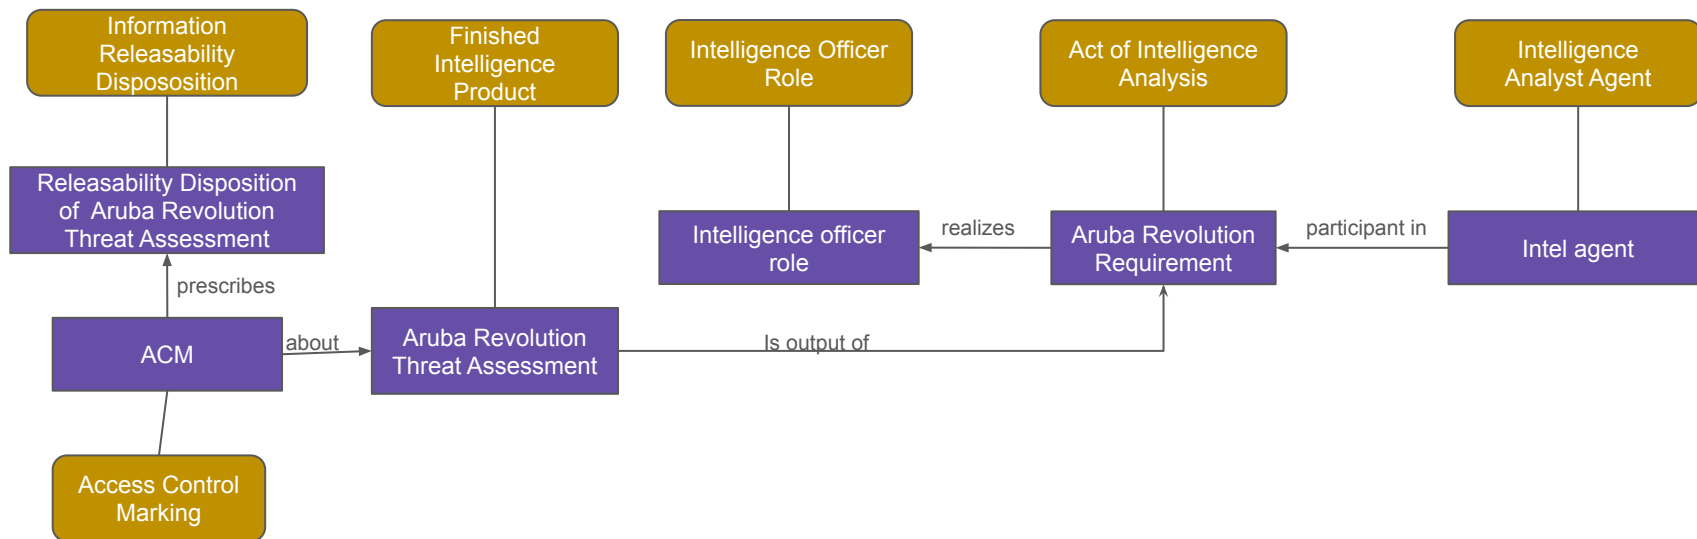 Information
Releasability
Dispososition
Finished
Intelligence
Product
Intelligence Officer
Role
Act of Intelligence
Analysis
Intelligence
Analyst Agent
Releasability Disposition
of Aruba Revolution
Threat Assessment
Intelligence officer
role
realizes
Aruba Revolution
Requirement
participant in
Intel agent
prescribes
ACM
about
Aruba Revolution
Threat Assessment
Is output of
Access Control
Marking